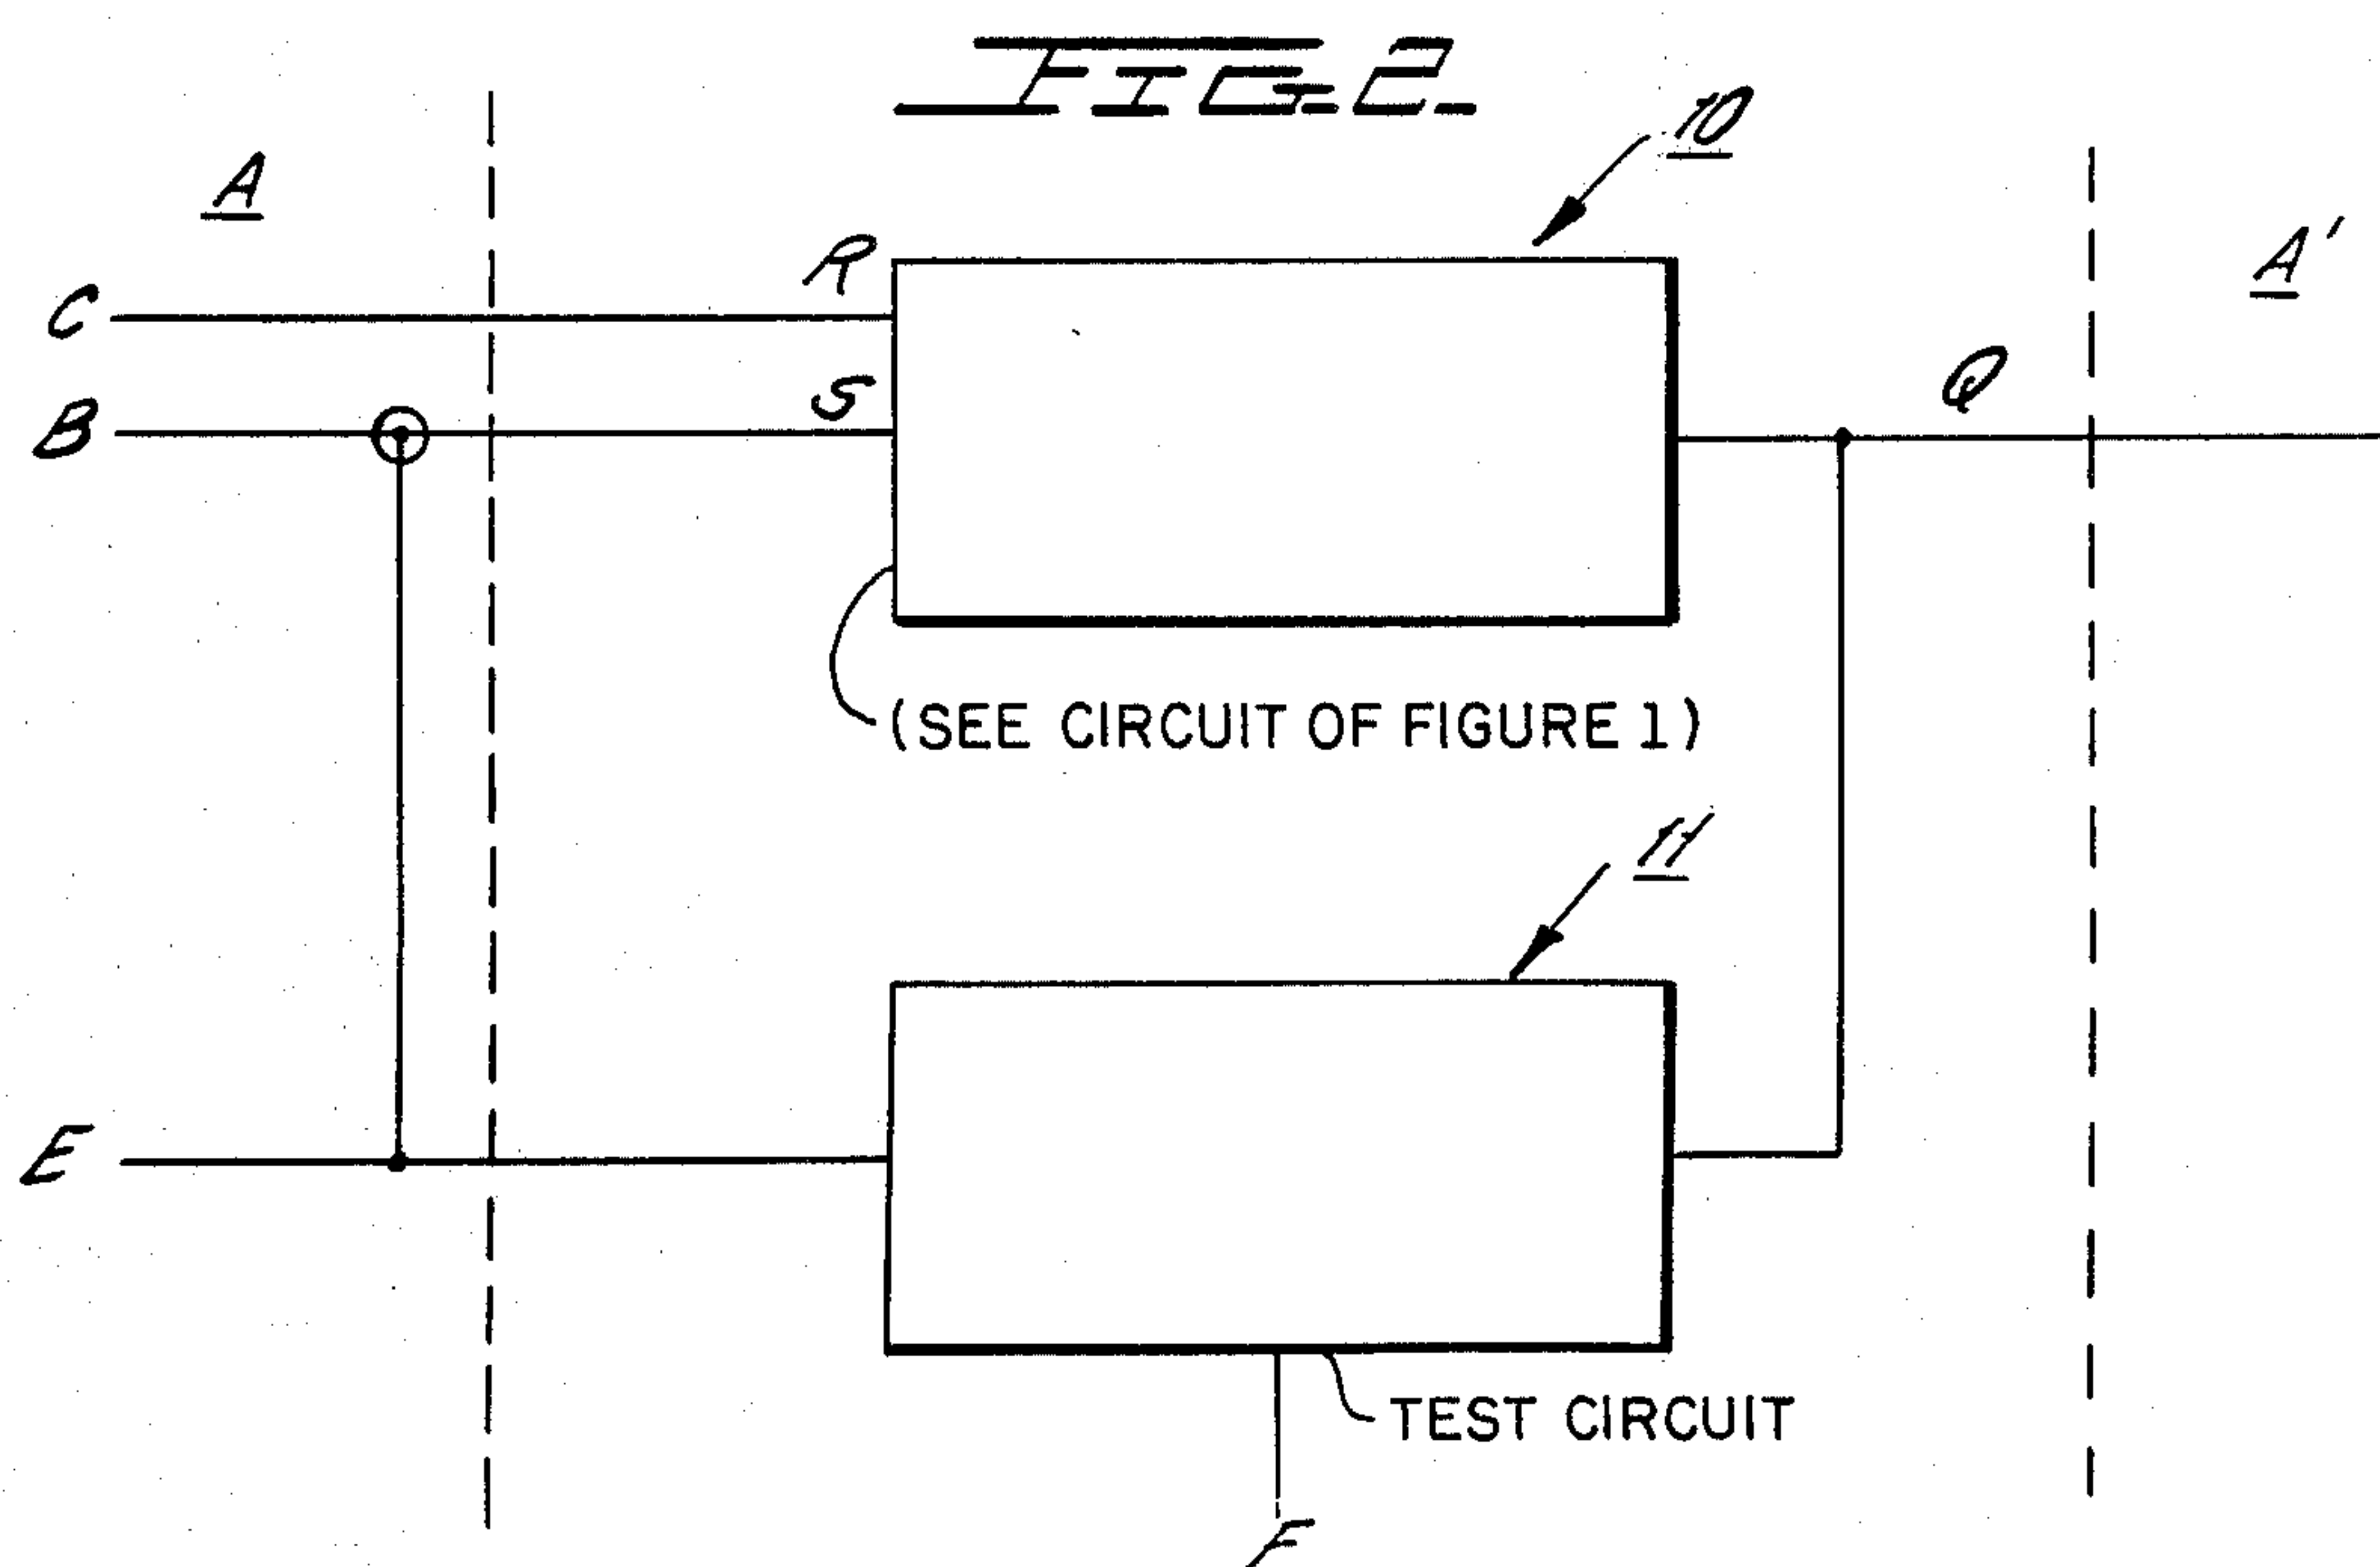 FIG. 2.
10
A
A'
R
C
S
Q
B
(SEE CIRCUIT OF FIGURE 1)
11
E
TEST CIRCUIT
F